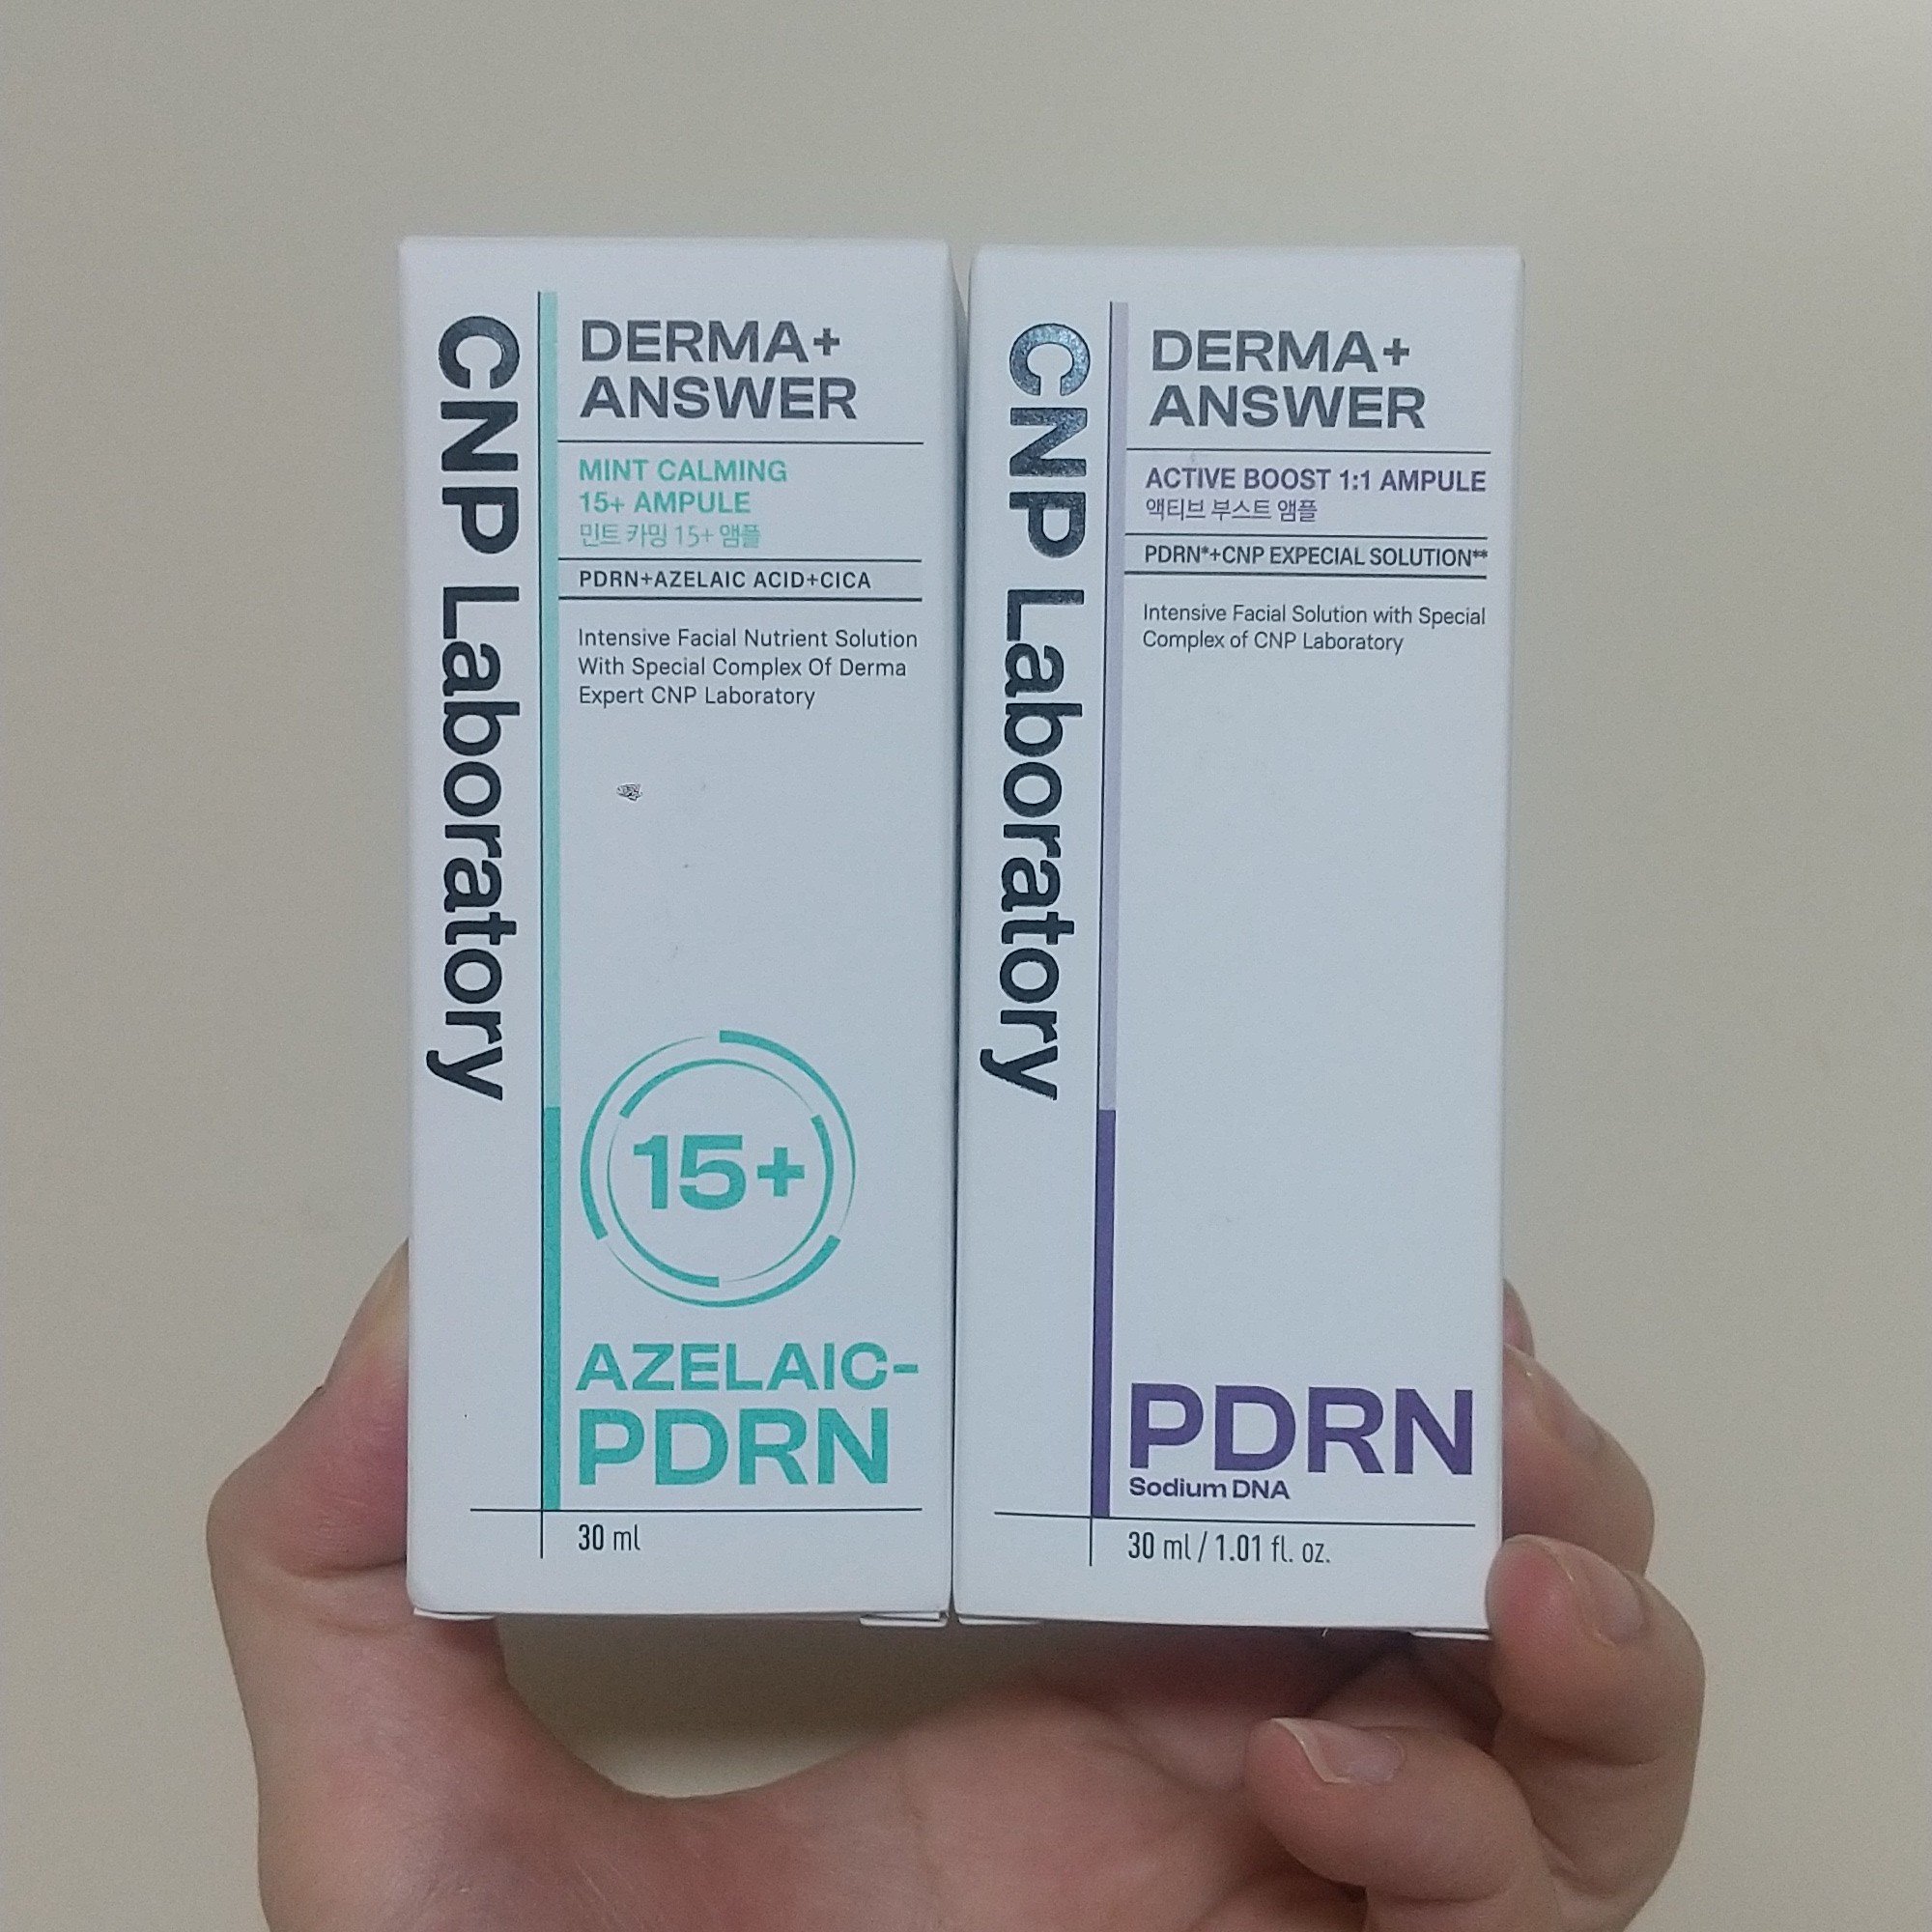 CNP Laboratory
DERMA+
ANSWER
MINT CALMING
15+ AMPULE
민트 카밍 15+ 앰플
PDRN+AZELAIC ACID+CICA
Intensive Facial Nutrient Solution
With Special Complex Of Derma
Expert CNP Laboratory
15+
AZELAIC-
PDRN
30 ml
CNP Laboratory
DERMA+
ANSWER
ACTIVE BOOST 1:1 AMPULE
액티브 부스트 앰플
PDRN*+CNP EXPECIAL SOLUTION**
Intensive Facial Solution with Special
Complex of CNP Laboratory
PDRN
Sodium DNA
30 ml / 1.01 fl. oz.